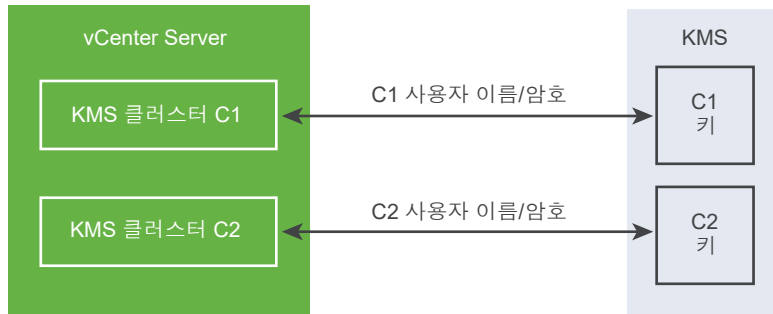 vCenter Server
KMS
KMS 클러스터 C1
C1 사용자 이름/암호
C1
키
KMS 클러스터 C2
C2 사용자 이름/암호
C2
키